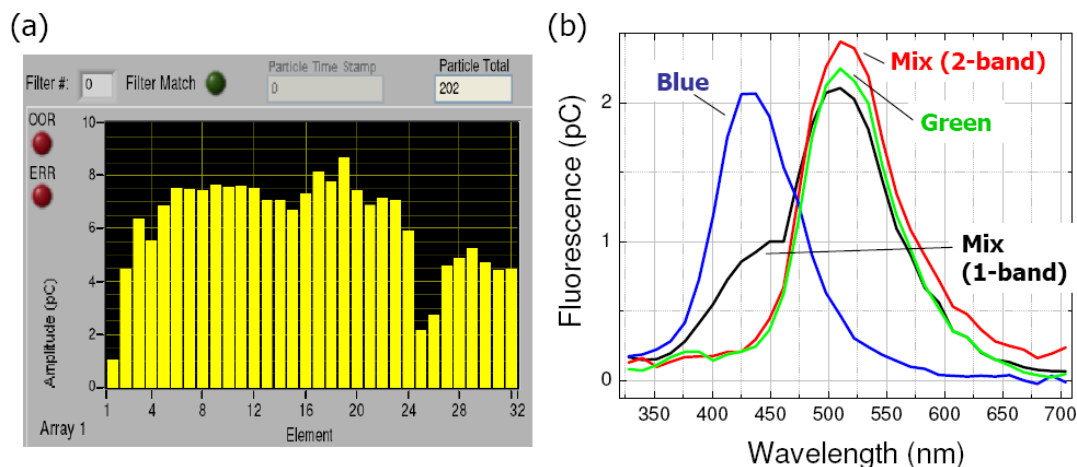 (a)
Filter #: 0 Filter Match Particle Time Stamp 0 Particle Total 202
OOR
ERR
10
8
6
4
2
0
Amplitude (pC)
1 4 8 12 16 20 24 28 32
Array 1 Element
(b)
Blue
Mix (2-band)
Green
Mix
(1-band)
Fluorescence (pC)
2
1
0
350 400 450 500 550 600 650 700
Wavelength (nm)